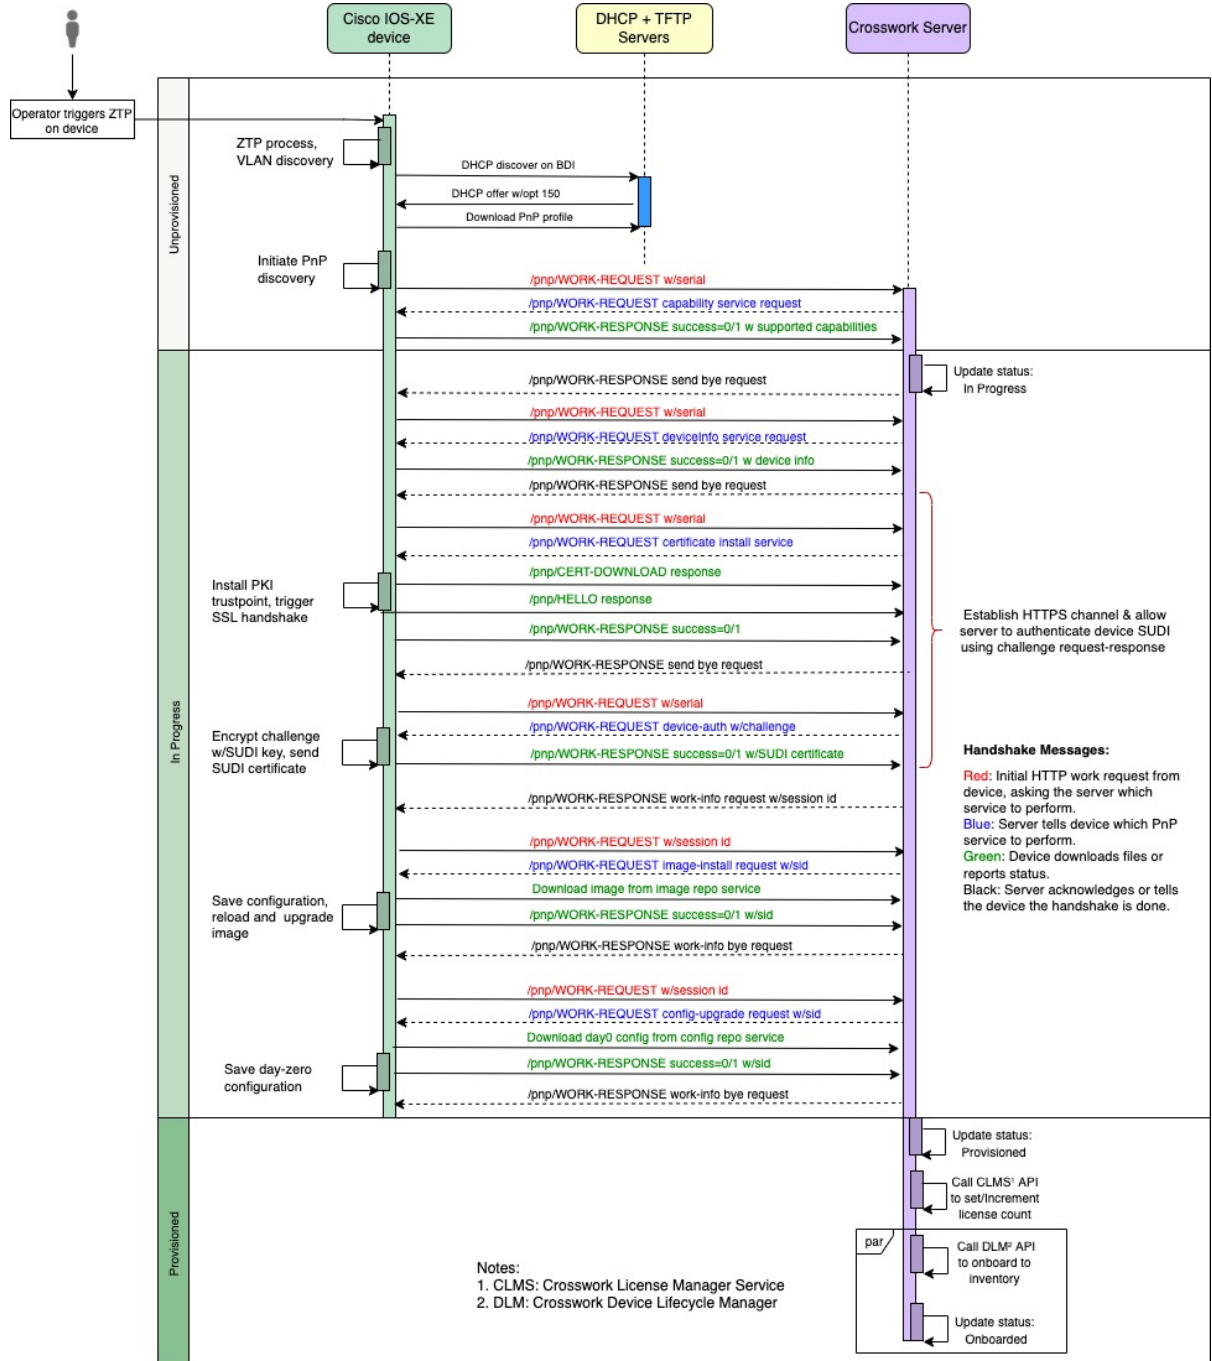 Cisco IOS-XE
device
DHCP + TFTP
Servers
Crosswork Server
Operator triggers ZTP
on device
Unprovisioned
ZTP process,
VLAN discovery
DHCP discover on BDI
DHCP offer w/opt 150
Download PnP profile
Initiate PnP
discovery
/pnp/WORK-REQUEST w/serial
/pnp/WORK-REQUEST capability service request
/pnp/WORK-RESPONSE success=0/1 w supported capabilities
In Progress
Update status:
In Progress
/pnp/WORK-RESPONSE send bye request
/pnp/WORK-REQUEST w/serial
/pnp/WORK-REQUEST deviceInfo service request
/pnp/WORK-RESPONSE success=0/1 w device info
/pnp/WORK-RESPONSE send bye request
/pnp/WORK-REQUEST w/serial
/pnp/WORK-REQUEST certificate install service
Install PKI
trustpoint, trigger
SSL handshake
/pnp/CERT-DOWNLOAD response
/pnp/HELLO response
/pnp/WORK-RESPONSE success=0/1
/pnp/WORK-RESPONSE send bye request
Establish HTTPS channel & allow
server to authenticate device SUDI
using challenge request-response
/pnp/WORK-REQUEST w/serial
/pnp/WORK-REQUEST device-auth w/challenge
Encrypt challenge
w/SUDI key, send
SUDI certificate
/pnp/WORK-RESPONSE success=0/1 w/SUDI certificate
/pnp/WORK-RESPONSE work-info request w/session id
Handshake Messages:
Red: Initial HTTP work request from
device, asking the server which
service to perform.
Blue: Server tells device which PnP
service to perform.
Green: Device downloads files or
reports status.
Black: Server acknowledges or tells
the device the handshake is done.
/pnp/WORK-REQUEST w/session id
/pnp/WORK-REQUEST image-install request w/sid
Download image from image repo service
Save configuration,
reload and upgrade
image
/pnp/WORK-RESPONSE success=0/1 w/sid
/pnp/WORK-RESPONSE work-info bye request
/pnp/WORK-REQUEST w/session id
/pnp/WORK-REQUEST config-upgrade request w/sid
Download day0 config from config repo service
Save day-zero
configuration
/pnp/WORK-RESPONSE success=0/1 w/sid
/pnp/WORK-RESPONSE work-info bye request
Provisioned
Update status:
Provisioned
Call CLMS¹ API
to set/Increment
license count
par
Call DLM² API
to onboard to
inventory
Update status:
Onboarded
Notes:
1. CLMS: Crosswork License Manager Service
2. DLM: Crosswork Device Lifecycle Manager